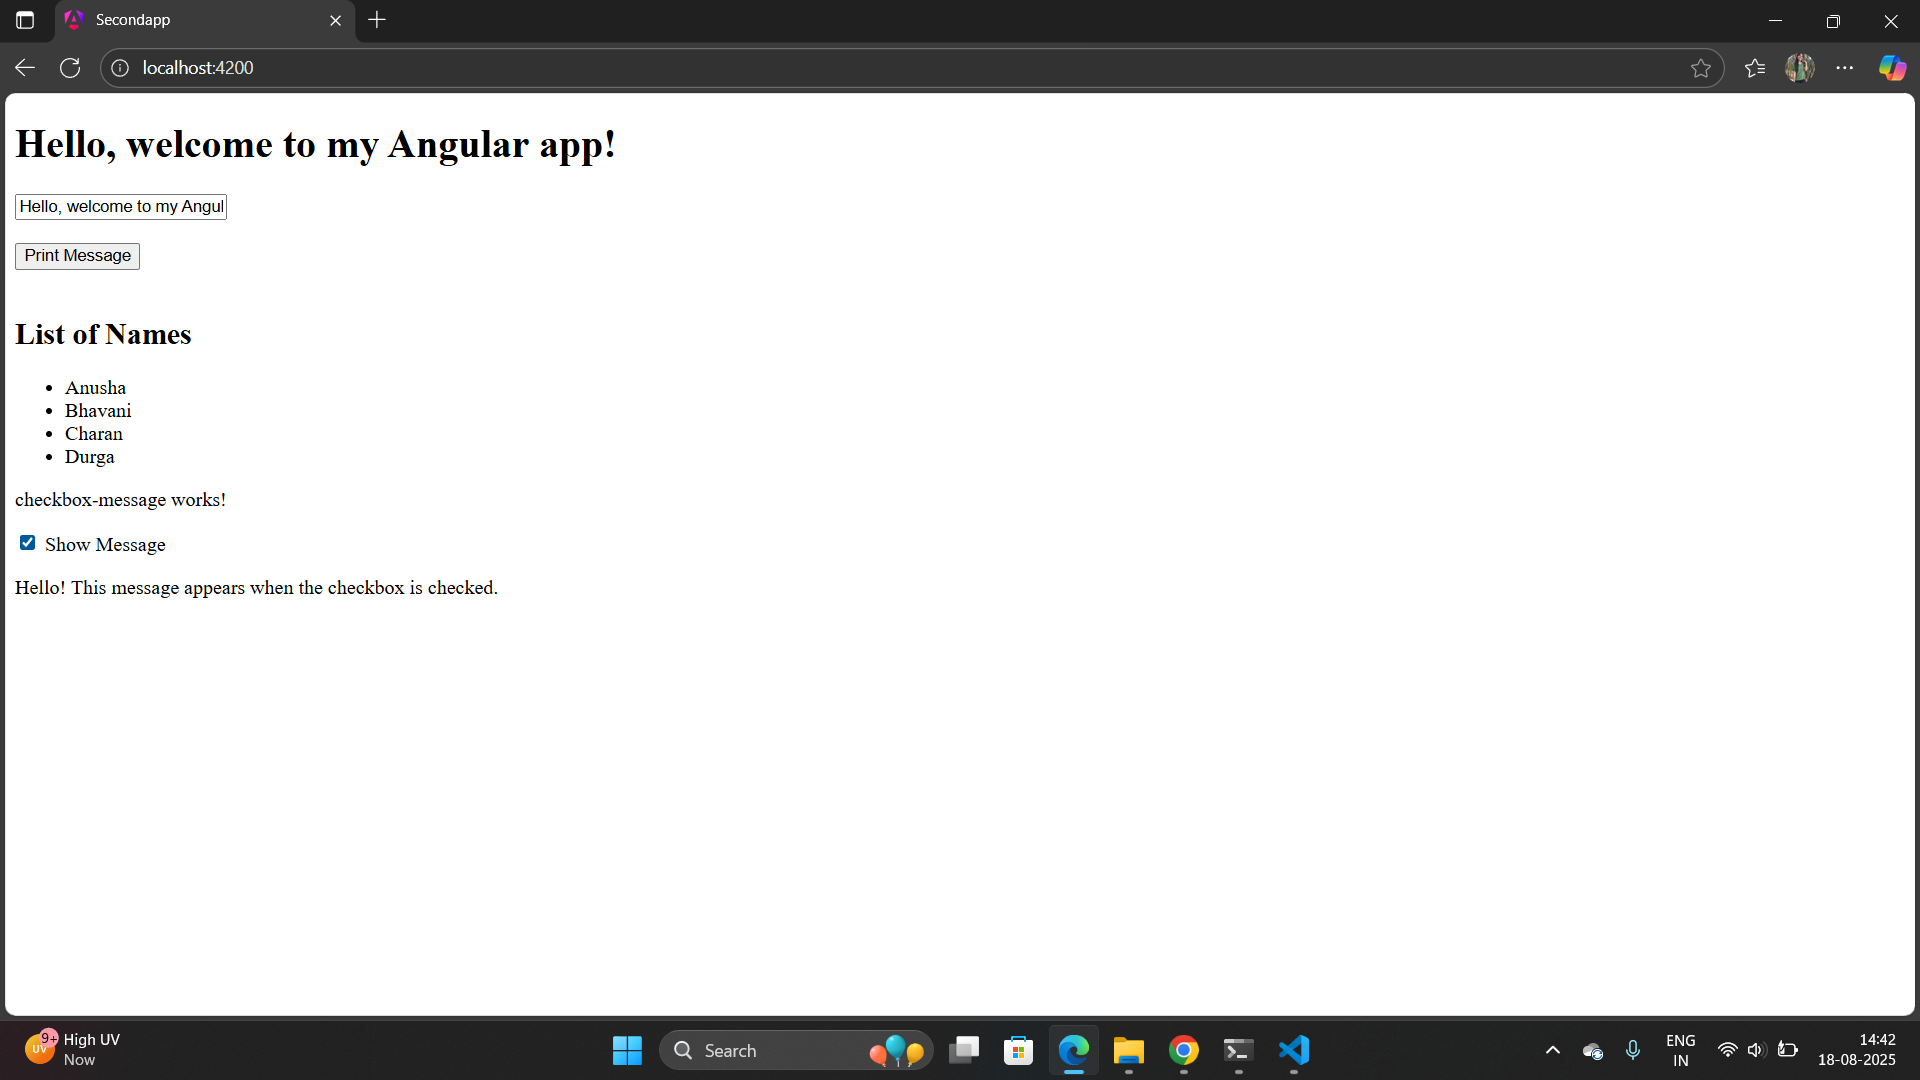 Secondapp
localhost:4200
Hello, welcome to my Angular app!
Hello, welcome to my Angul
Print Message
List of Names
Anusha
Bhavani
Charan
Durga
checkbox-message works!
Show Message
Hello! This message appears when the checkbox is checked.
9+
UV
High UV
Now
Search
ENG
IN
14:42
18-08-2025